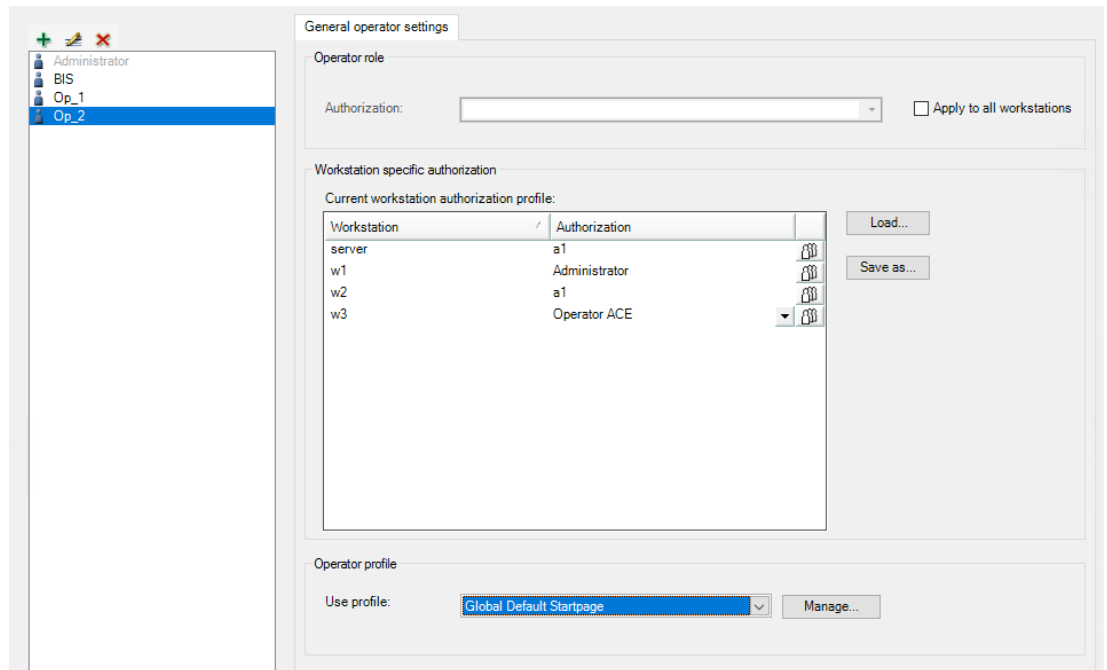 General operator settings
Administrator
BIS
Op_1
Op_2
Operator role
Authorization:
Apply to all workstations
Workstation specific authorization
Current workstation authorization profile:
Workstation Authorization
server a1
w1 Administrator
w2 a1
w3 Operator ACE
Load...
Save as...
Operator profile
Use profile: Global Default Startpage Manage...